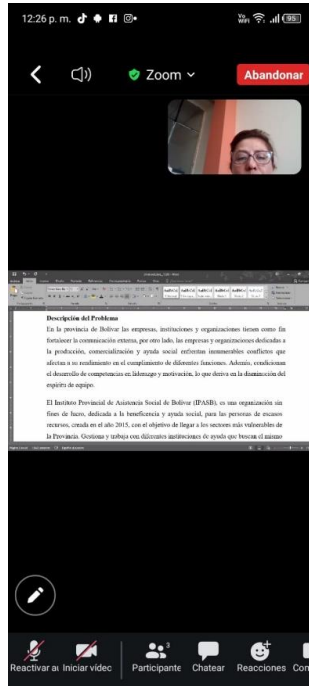 12:26 p. m.
95
Zoom
Abandonar
Descripción del Problema
En la provincia de Bolívar las empresas, instituciones y organizaciones tienen como fin
fortalecer la comunicación externa, por otro lado, las empresas y organizaciones dedicadas a
la producción, comercialización y ayuda social enfrentan innumerables conflictos que
afectan a su rendimiento en el cumplimiento de diferentes funciones. Además, condicionan
el desarrollo de competencias en liderazgo y motivación, lo que deriva en la disminución del
espíritu de equipo.
El Instituto Provincial de Asistencia Social de Bolívar (IPASB), es una organización sin
fines de lucro, dedicada a la beneficencia y ayuda social, para las personas de escasos
recursos, creada en el año 2015, con el objetivo de llegar a los sectores más vulnerables de
la Provincia. Gestiona y trabaja con diferentes instituciones de ayuda que buscan el mismo
3
Reactivar au Iniciar vídec Participante Chatear Reacciones Con